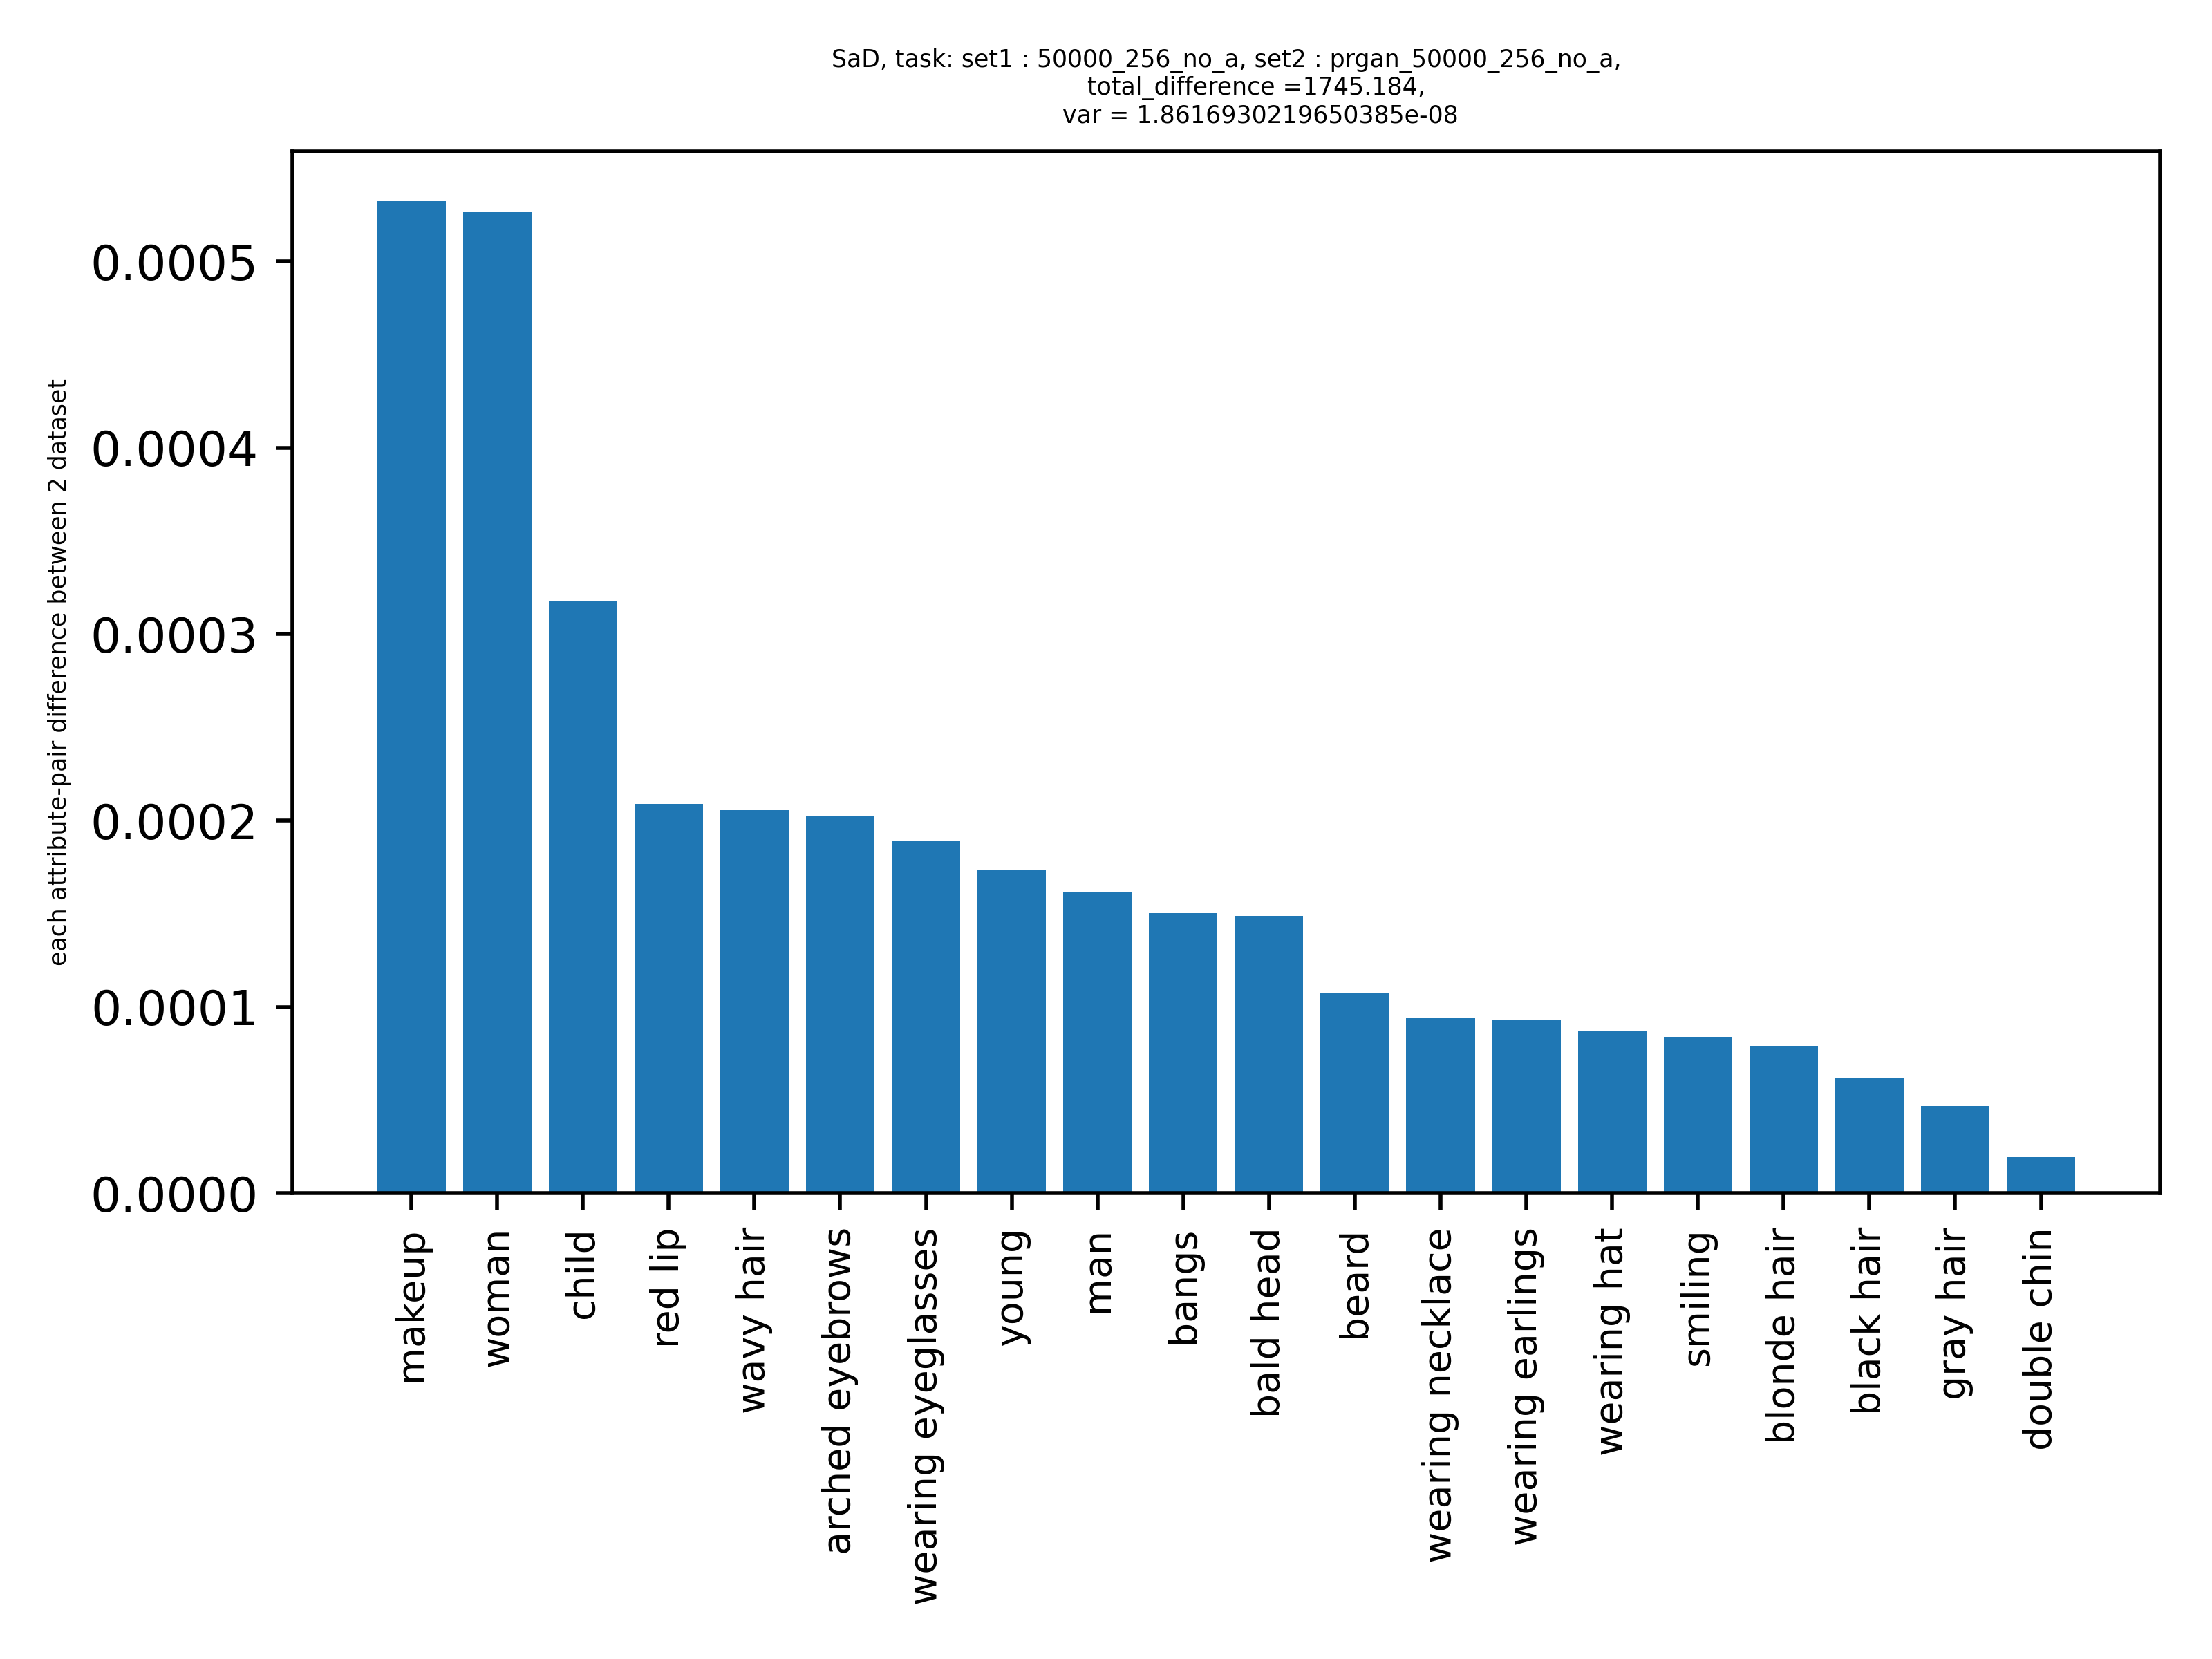 SaD, task: set1 : 50000_256_no_a, set2 : prgan_50000_256_no_a,
total_difference =1745.184,
var = 1.8616930219650385e-08
each attribute-pair difference between 2 dataset
0.0005
0.0004
0.0003
0.0002
0.0001
0.0000
makeup
woman
child
red lip
wavy hair
arched eyebrows
wearing eyeglasses
young
man
bangs
bald head
beard
wearing necklace
wearing earlings
wearing hat
smiling
blonde hair
black hair
gray hair
double chin